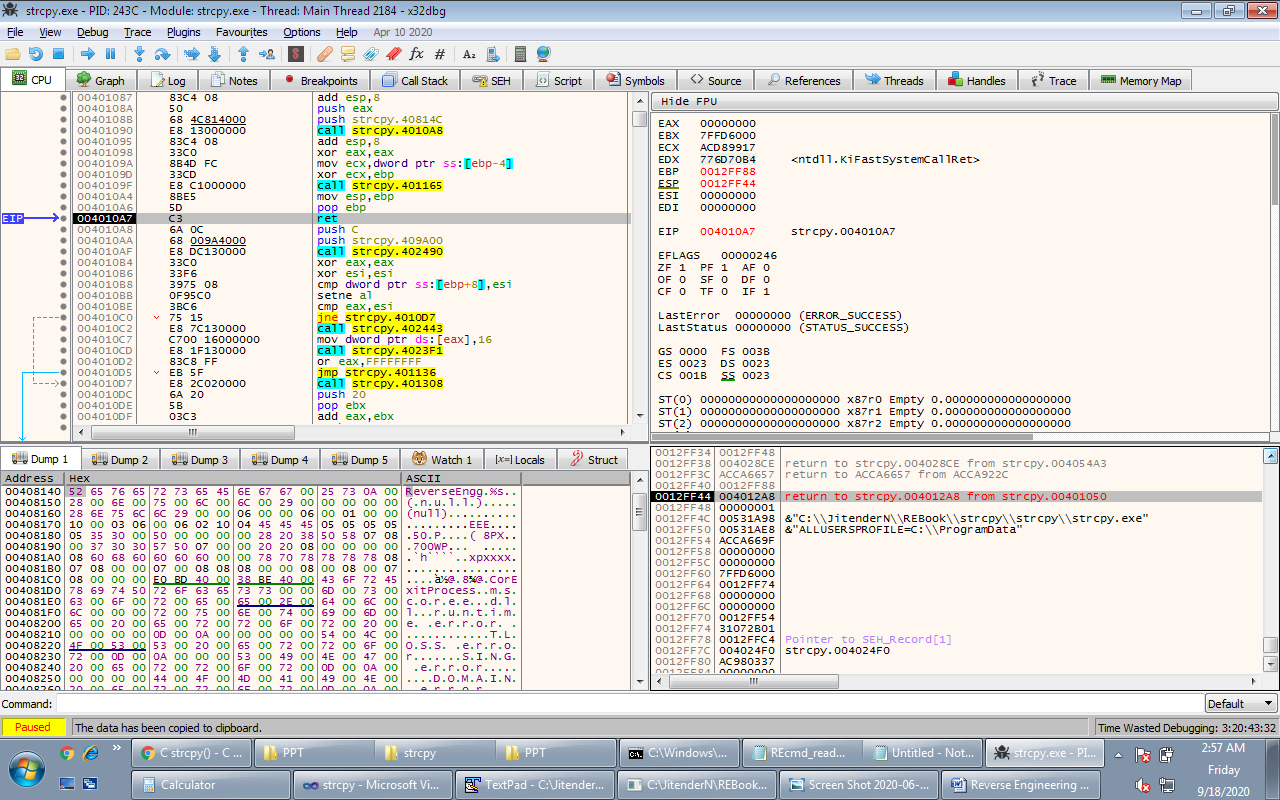 strcpy.exe - PID: 243C - Module: strcpy.exe - Thread: Main Thread 2184 - x32dbg
File View Debug Trace Plugins Favourites Options Help Apr 10 2020
CPU Graph Log Notes Breakpoints Call Stack SEH Script Symbols Source References Threads Handles Trace Memory Map
00401087 83C4 08 add esp,8
0040108A 50 push eax
0040108B 68 4C814000 push strcpy.40814C
00401090 E8 13000000 call strcpy.4010A8
00401095 83C4 08 add esp,8
00401098 33C0 xor eax,eax
0040109A 8B4D FC mov ecx,dword ptr ss:[ebp-4]
0040109D 33CD xor ecx,ebp
0040109F E8 C1000000 call strcpy.401165
004010A4 8BE5 mov esp,ebp
004010A6 5D pop ebp
EIP 004010A7 C3 ret
004010A8 6A 0C push C
004010AA 68 009A4000 push strcpy.409A00
004010AF E8 DC130000 call strcpy.402490
004010B4 33C0 xor eax,eax
004010B6 33F6 xor esi,esi
004010B8 3975 08 cmp dword ptr ss:[ebp+8],esi
004010BB 0F95C0 setne al
004010BE 3BC6 cmp eax,esi
004010C0 75 15 jne strcpy.4010D7
004010C2 E8 7C130000 call strcpy.402443
004010C7 C700 16000000 mov dword ptr ds:[eax],16
004010CD E8 1F130000 call strcpy.4023F1
004010D2 83C8 FF or eax,FFFFFFFF
004010D5 EB 5F jmp strcpy.401136
004010D7 E8 2C020000 call strcpy.401308
004010DC 6A 20 push 20
004010DE 5B pop ebx
004010DF 03C3 add eax,ebx
Hide FPU
EAX 00000000
EBX 7FFD6000
ECX ACD89917
EDX 776D70B4 <ntdll.KiFastSystemCallRet>
EBP 0012FF88
ESP 0012FF44
ESI 00000000
EDI 00000000
EIP 004010A7 strcpy.004010A7
EFLAGS 00000246
ZF 1 PF 1 AF 0
OF 0 SF 0 DF 0
CF 0 TF 0 IF 1
LastError 00000000 (ERROR_SUCCESS)
LastStatus 00000000 (STATUS_SUCCESS)
GS 0000 FS 003B
ES 0023 DS 0023
CS 001B SS 0023
ST(0) 00000000000000000000 x87r0 Empty 0.000000000000000000
ST(1) 00000000000000000000 x87r1 Empty 0.000000000000000000
ST(2) 00000000000000000000 x87r2 Empty 0.000000000000000000
Dump 1 Dump 2 Dump 3 Dump 4 Dump 5 Watch 1 Locals Struct
Address Hex ASCII
00408140 52 65 76 65 72 73 65 45 6E 67 67 00 25 73 0A 00 ReverseEngg.%s..
00408150 28 00 6E 00 75 00 6C 00 6C 00 29 00 00 00 00 00 (.n.u.l.l.).....
00408160 28 6E 75 6C 6C 29 00 00 06 00 00 06 00 01 00 00 (null)..........
00408170 10 00 03 06 00 06 02 10 04 45 45 45 05 05 05 05 .........EEE....
00408180 05 35 30 00 50 00 00 00 00 28 20 38 50 58 07 08 .50.P....( 8PX..
00408190 00 37 30 30 57 50 07 00 00 20 20 08 00 00 00 00 .700WP...  .....
004081A0 08 60 68 60 60 60 60 00 00 78 70 78 78 78 78 08 .`h````..xpxxxx.
004081B0 07 08 00 00 07 00 08 08 08 00 00 08 00 08 00 07 ................
004081C0 08 00 00 00 E0 BD 40 00 38 BE 40 00 43 6F 72 45 ....à½@.8¾@.CorE
004081D0 78 69 74 50 72 6F 63 65 73 73 00 00 6D 00 73 00 xitProcess..m.s.
004081E0 63 00 6F 00 72 00 65 00 65 00 2E 00 64 00 6C 00 c.o.r.e.e...d.l.
004081F0 6C 00 00 00 72 00 75 00 6E 00 74 00 69 00 6D 00 l...r.u.n.t.i.m.
00408200 65 00 20 00 65 00 72 00 72 00 6F 00 72 00 20 00 e. .e.r.r.o.r. .
00408210 00 00 00 00 0D 00 0A 00 00 00 00 00 54 00 4C 00 ............T.L.
00408220 4F 00 53 00 53 00 20 00 65 00 72 00 72 00 6F 00 O.S.S. .e.r.r.o.
00408230 72 00 0D 00 0A 00 00 00 53 00 49 00 4E 00 47 00 r.......S.I.N.G.
00408240 20 00 65 00 72 00 72 00 6F 00 72 00 0D 00 0A 00 .e.r.r.o.r.....
00408250 00 00 00 00 44 00 4F 00 4D 00 41 00 49 00 4E 00 ....D.O.M.A.I.N.
00408260 20 00 65 00 72 00 72 00 6F 00 72 00 0D 00 0A 00 .e.r.r.o.r
0012FF34 0012FF48
0012FF38 004028CE return to strcpy.004028CE from strcpy.004054A3
0012FF3C ACCA6657 return to ACCA6657 from ACCA922C
0012FF40
0012FF44 004012A8 return to strcpy.004012A8 from strcpy.00401050
0012FF48 00000001
0012FF4C 00531A98 &"C:\\JitenderN\\REBook\\strcpy\\strcpy\\strcpy.exe"
0012FF50 00531AE8 &"ALLUSERSPROFILE=C:\\ProgramData"
0012FF54 ACCA669F
0012FF58 00000000
0012FF5C 00000000
0012FF60 7FFD6000
0012FF64 0012FF74
0012FF68 00000000
0012FF6C 00000000
0012FF70 0012FF54
0012FF74 31072B01
0012FF78 0012FFC4 Pointer to SEH_Record[1]
0012FF7C 004024F0 strcpy.004024F0
0012FF80 AC980337
0012FF84 00000000
Command: Default
Paused The data has been copied to clipboard. Time Wasted Debugging: 3:20:43:32
C strcpy() - C ... PPT strcpy PPT C:\Windows\... REcmd_read... Untitled - Not... strcpy.exe - PI...
2:57 AM
Friday
9/18/2020
Calculator strcpy - Microsoft Vi... TextPad - C:\Jitender... C:\JitenderN\REBook... Screen Shot 2020-06-... Reverse Engineering ...